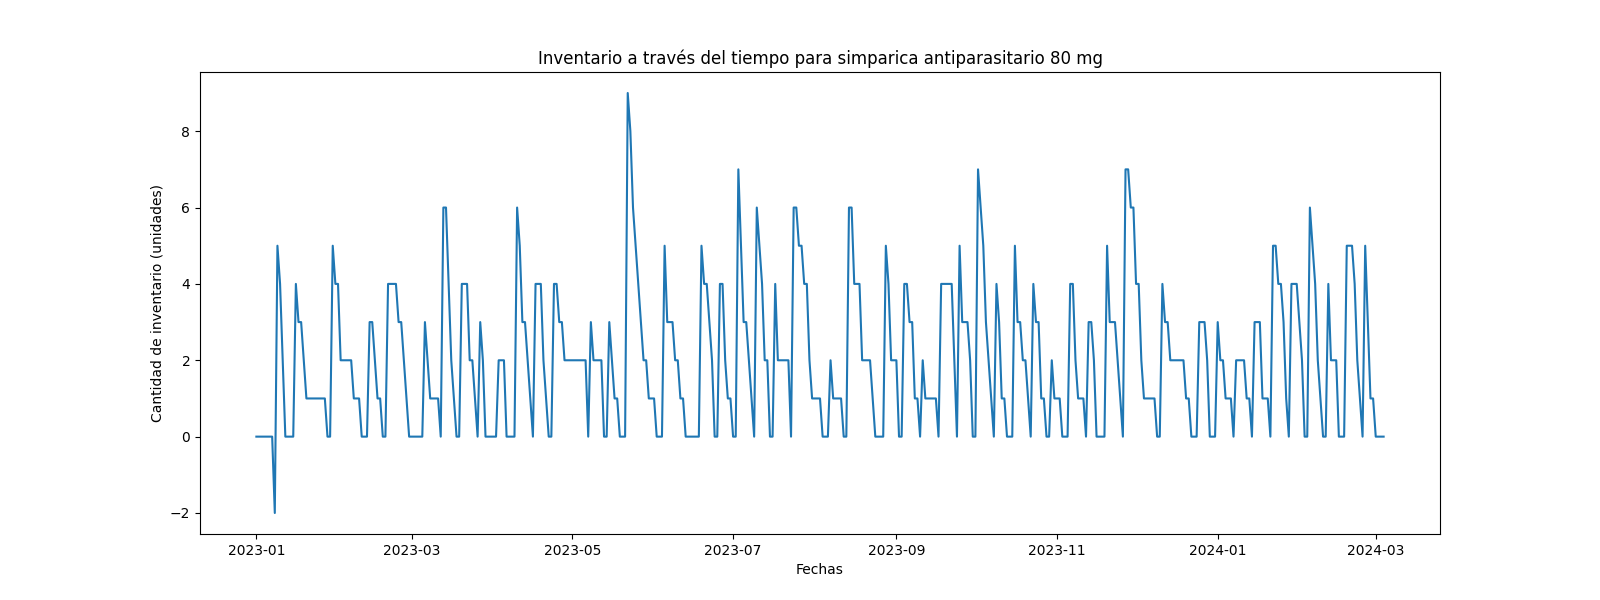 Inventario a través del tiempo para simparica antiparasitario 80 mg
Cantidad de inventario (unidades)
8
6
4
2
0
−2
2023-01 2023-03 2023-05 2023-07 2023-09 2023-11 2024-01 2024-03
Fechas